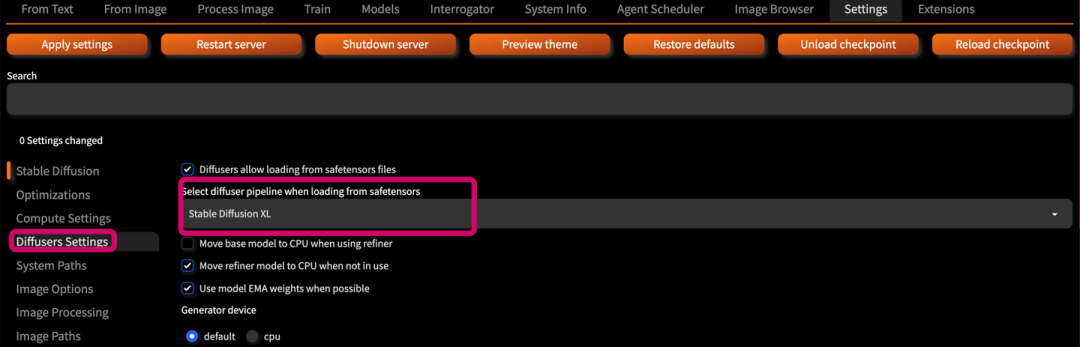 From Text From Image Process Image Train Models Interrogator System Info Agent Scheduler Image Browser Settings Extensions
Apply settings Restart server Shutdown server Preview theme Restore defaults Unload checkpoint Reload checkpoint
Search
0 Settings changed
Stable Diffusion
Optimizations
Compute Settings
Diffusers Settings
System Paths
Image Options
Image Processing
Image Paths
Diffusers allow loading from safetensors files
Select diffuser pipeline when loading from safetensors
Stable Diffusion XL
Move base model to CPU when using refiner
Move refiner model to CPU when not in use
Use model EMA weights when possible
Generator device
default cpu